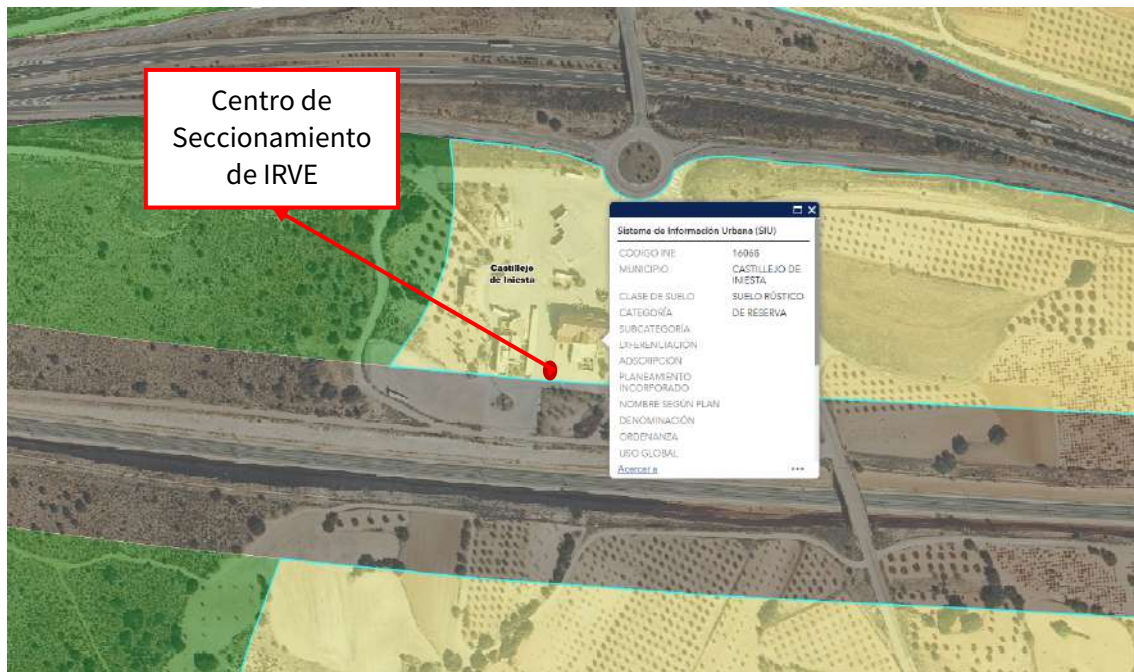 Centro de
Seccionamiento
de IRVE
Castillejo
de Iniesta
Sistema de Información Urbana (SIU)
CÓDIGO INE 16068
MUNICIPIO CASTILLEJO DE
INIESTA
CLASE DE SUELO SUELO RÚSTICO
CATEGORÍA DE RESERVA
SUBCATEGORÍA
DIFERENCIACIÓN
ADSCRIPCIÓN
PLANEAMIENTO
INCORPORADO
NOMBRE SEGÚN PLAN
DENOMINACIÓN
ORDENANZA
USO GLOBAL
Acercar a